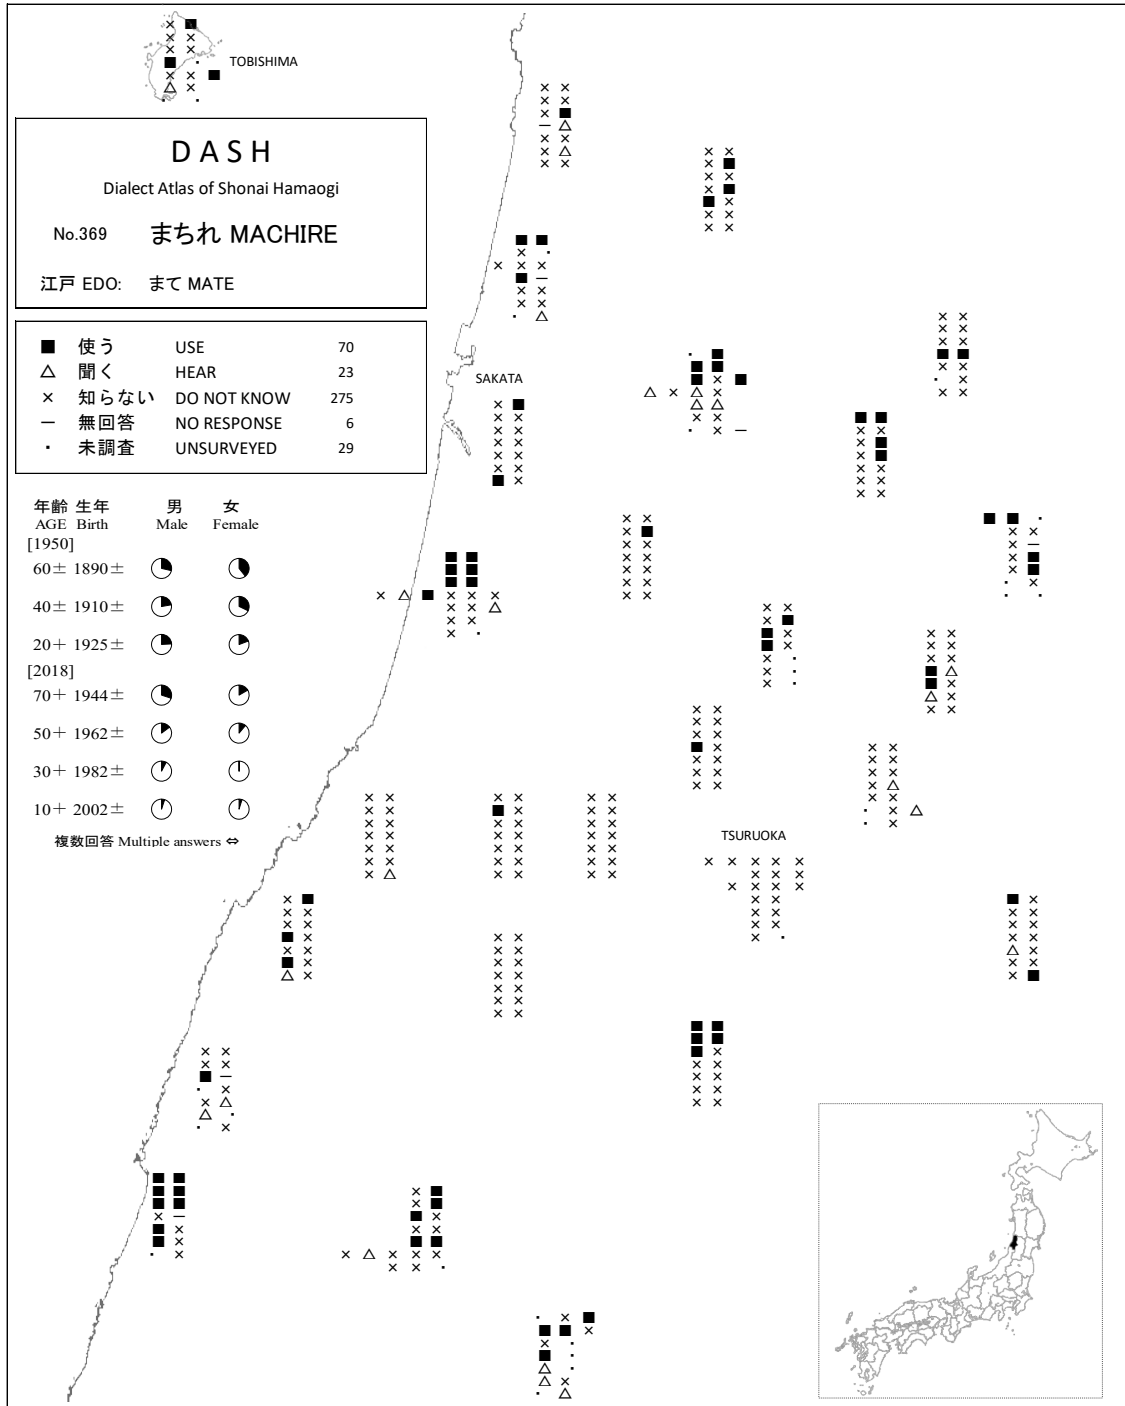 TOBISHIMA
DASH
Dialect Atlas of Shonai Hamaogi
No.369 まちれ MACHIRE
江戸 EDO: まて MATE
■ 使う USE 70
△ 聞く HEAR 23
× 知らない DO NOT KNOW 275
― 無回答 NO RESPONSE 6
・ 未調査 UNSURVEYED 29
SAKATA
年齢 生年 男 女
AGE Birth Male Female
[1950]
60± 1890±
40± 1910±
20+ 1925±
[2018]
70+ 1944±
50+ 1962±
30+ 1982±
10+ 2002±
複数回答 Multiple answers ⇔
TSURUOKA